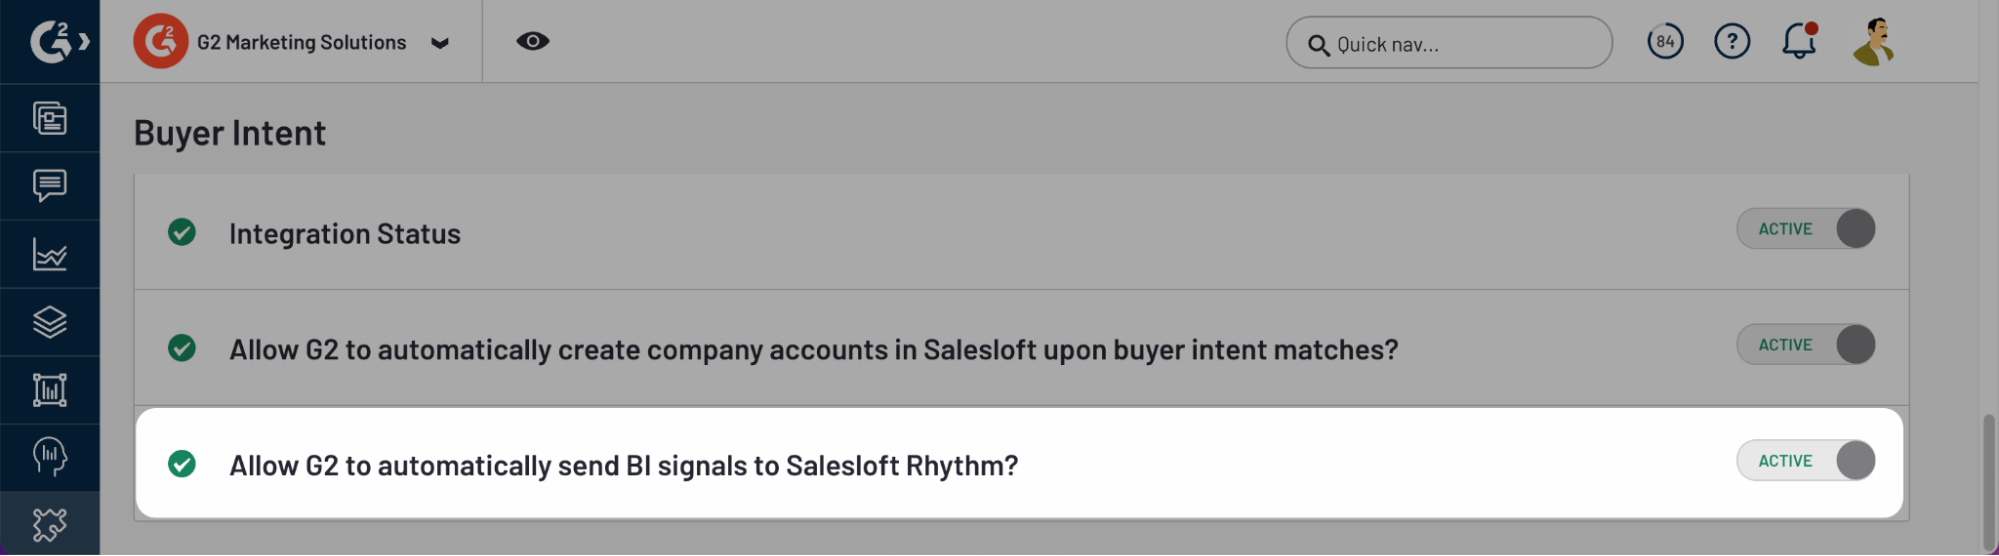 G2 Marketing Solutions
Quick nav...
84
?
Buyer Intent
Integration Status
ACTIVE
Allow G2 to automatically create company accounts in Salesloft upon buyer intent matches?
ACTIVE
Allow G2 to automatically send BI signals to Salesloft Rhythm?
ACTIVE